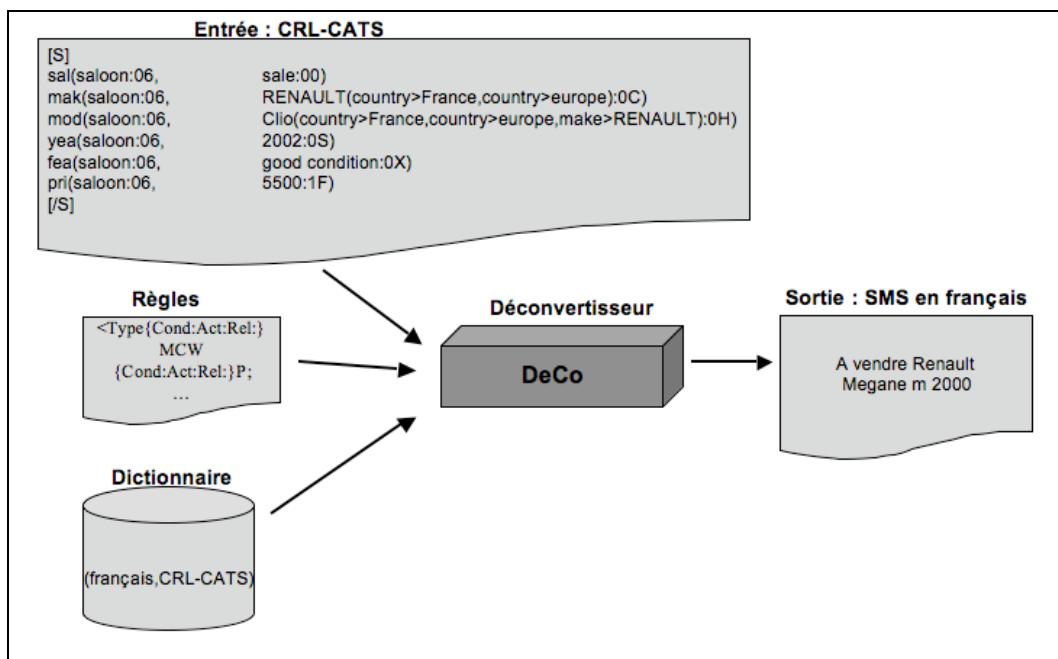 Entrée : CRL-CATS
[S]
sal(saloon:06, sale:00)
mak(saloon:06, RENAULT(country>France,country>europe):0C)
mod(saloon:06, Clio(country>France,country>europe,make>RENAULT):0H)
yea(saloon:06, 2002:0S)
fea(saloon:06, good condition:0X)
pri(saloon:06, 5500:1F)
[/S]
Règles
<Type{Cond:Act:Rel:}
MCW
{Cond:Act:Rel:}P;
…
Déconvertisseur
DeCo
Sortie : SMS en français
A vendre Renault
Megane m 2000
Dictionnaire
(français,CRL-CATS)